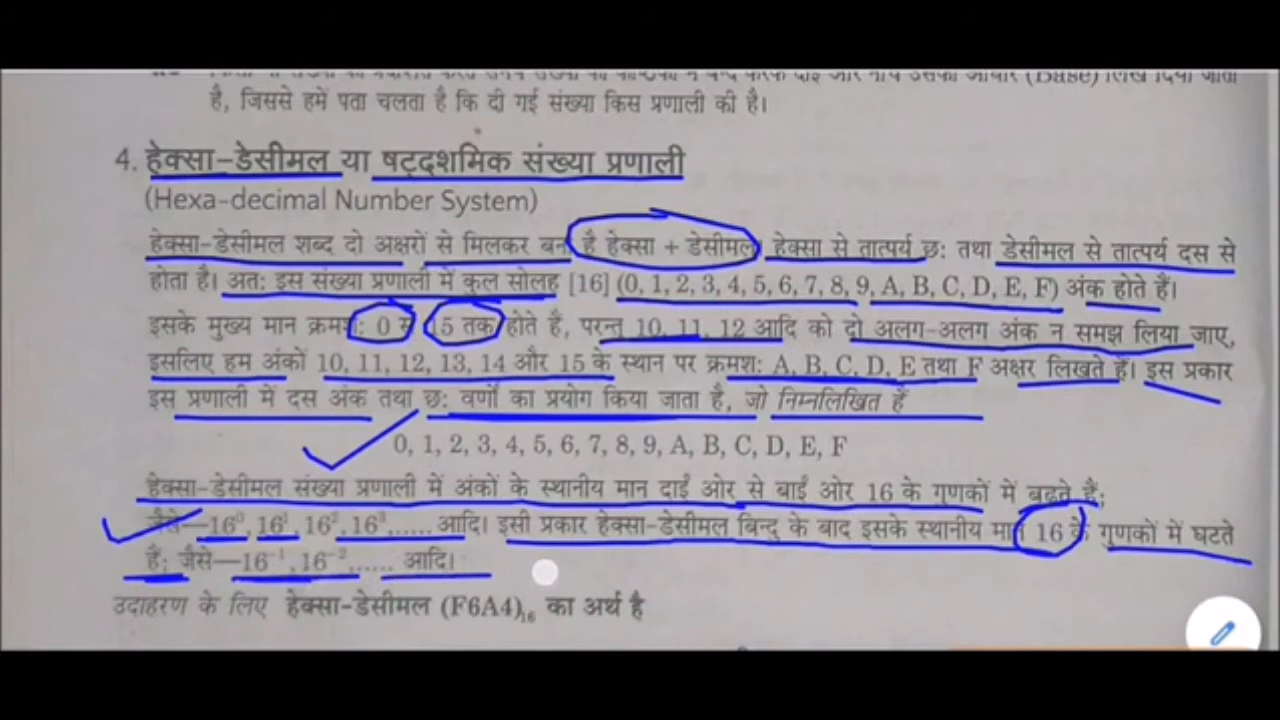 है, जिससे हमें पता चलता है कि दी गई संख्या किस प्रणाली की है।
4. हेक्सा-डेसीमल या षट्दशमिक संख्या प्रणाली
(Hexa-decimal Number System)
हेक्सा-डेसीमल शब्द दो अक्षरों से मिलकर बना है हेक्सा + डेसीमल। हेक्सा से तात्पर्य छः तथा डेसीमल से तात्पर्य दस से
होता है। अतः इस संख्या प्रणाली में कुल सोलह [16] (0, 1, 2, 3, 4, 5, 6, 7, 8, 9, A, B, C, D, E, F) अंक होते हैं।
इसके मुख्य मान क्रमशः 0 से 15 तक होते है, परन्तु 10, 11, 12 आदि को दो अलग-अलग अंक न समझ लिया जाए,
इसलिए हम अंकों 10, 11, 12, 13, 14 और 15 के स्थान पर क्रमशः A, B, C, D, E तथा F अक्षर लिखते हैं। इस प्रकार
इस प्रणाली में दस अंक तथा छः वर्णों का प्रयोग किया जाता है, जो निम्नलिखित हैं
0, 1, 2, 3, 4, 5, 6, 7, 8, 9, A, B, C, D, E, F
हेक्सा-डेसीमल संख्या प्रणाली में अंकों के स्थानीय मान दाईं ओर से बाईं ओर 16 के गुणकों में बढ़ते हैं;
जैसे—16⁰, 16¹, 16², 16³,...... आदि। इसी प्रकार हेक्सा-डेसीमल बिन्दु के बाद इसके स्थानीय मान 16 के गुणकों में घटते
हैं; जैसे—16⁻¹, 16⁻²,...... आदि।
उदाहरण के लिए हेक्सा-डेसीमल (F6A4)₁₆ का अर्थ है